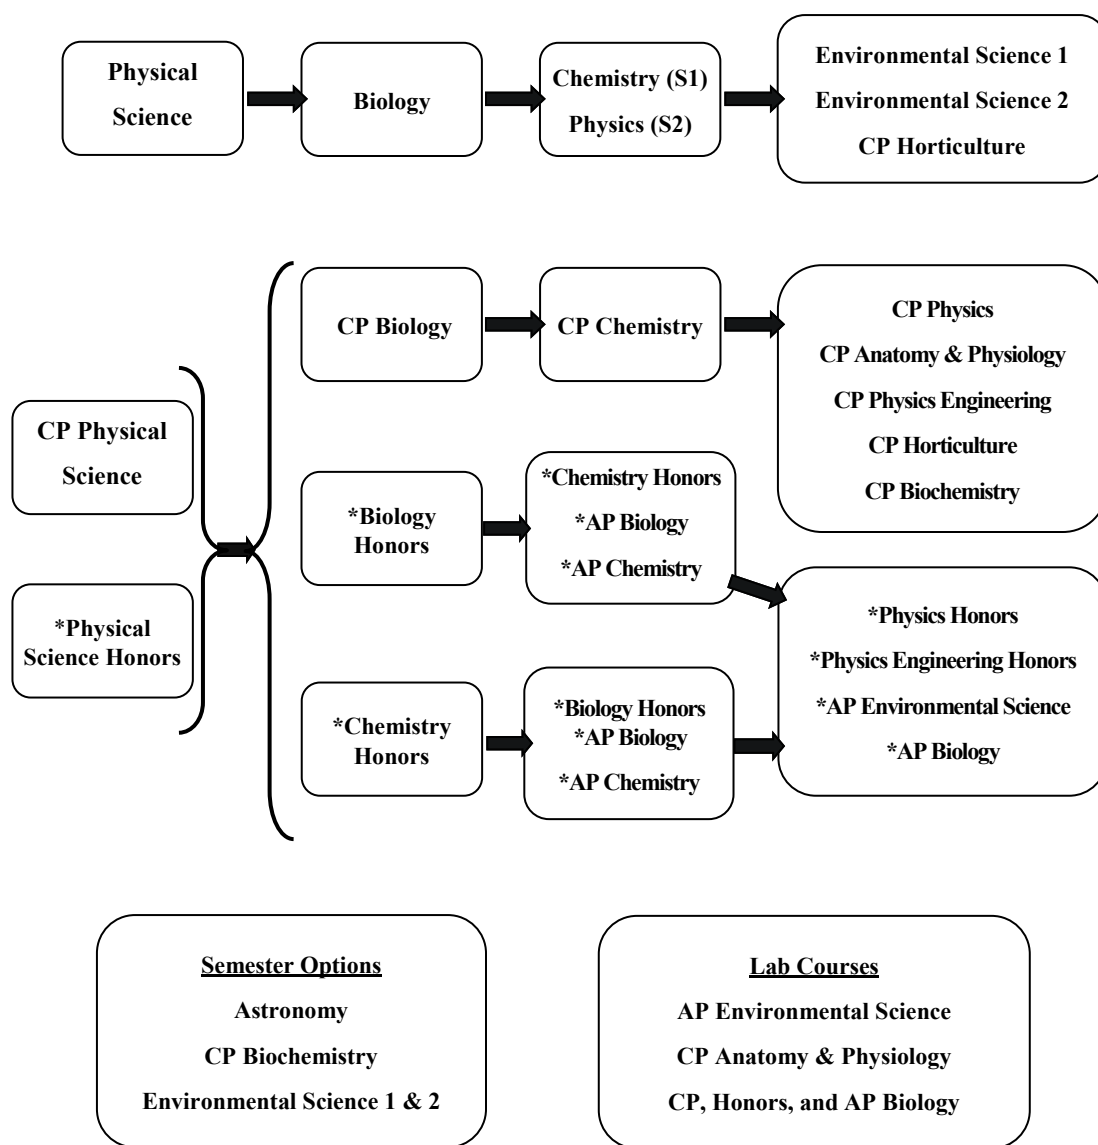 Physical
Science
Biology
Chemistry (S1)
Physics (S2)
Environmental Science 1
Environmental Science 2
CP Horticulture
CP Physical
Science
*Physical
Science Honors
CP Biology
CP Chemistry
CP Physics
CP Anatomy & Physiology
CP Physics Engineering
CP Horticulture
CP Biochemistry
*Biology
Honors
*Chemistry Honors
*AP Biology
*AP Chemistry
*Chemistry
Honors
*Biology Honors
*AP Biology
*AP Chemistry
*Physics Honors
*Physics Engineering Honors
*AP Environmental Science
*AP Biology
Semester Options
Astronomy
CP Biochemistry
Environmental Science 1 & 2
Lab Courses
AP Environmental Science
CP Anatomy & Physiology
CP, Honors, and AP Biology